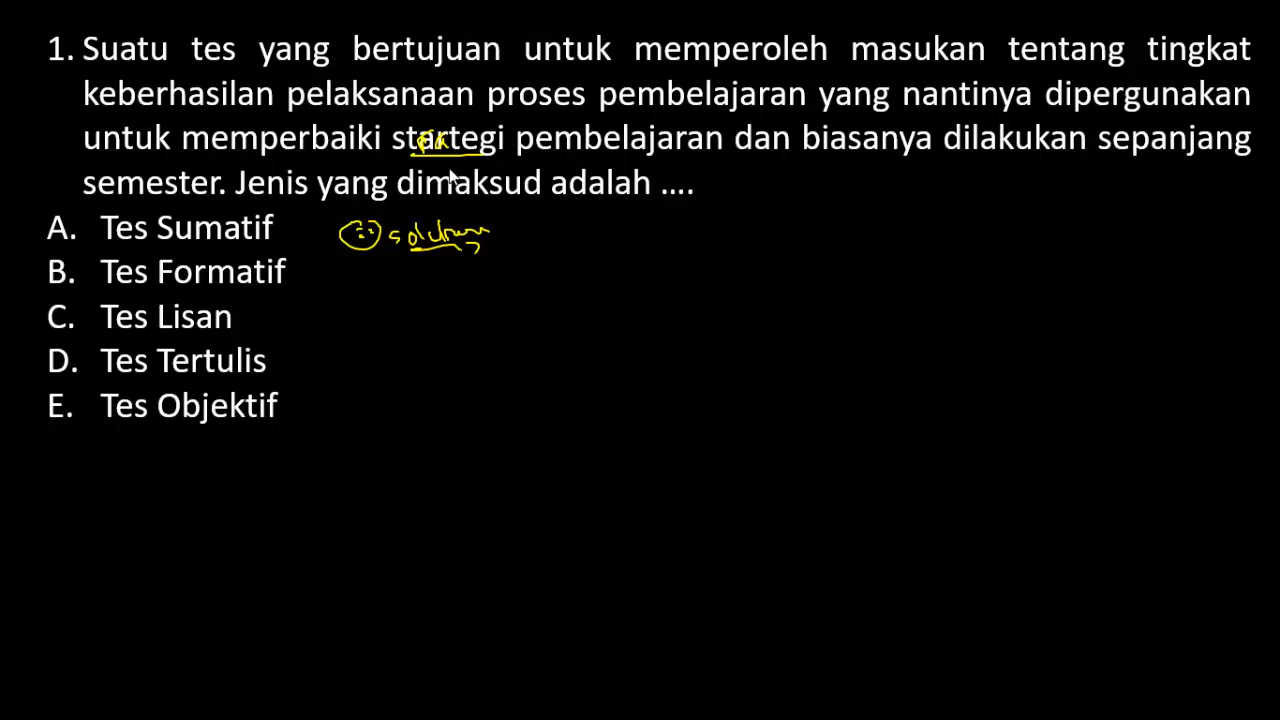 1. Suatu tes yang bertujuan untuk memperoleh masukan tentang tingkat
keberhasilan pelaksanaan proses pembelajaran yang nantinya dipergunakan
untuk memperbaiki startegi pembelajaran dan biasanya dilakukan sepanjang
semester. Jenis yang dimaksud adalah ....
A. Tes Sumatif
B. Tes Formatif
C. Tes Lisan
D. Tes Tertulis
E. Tes Objektif